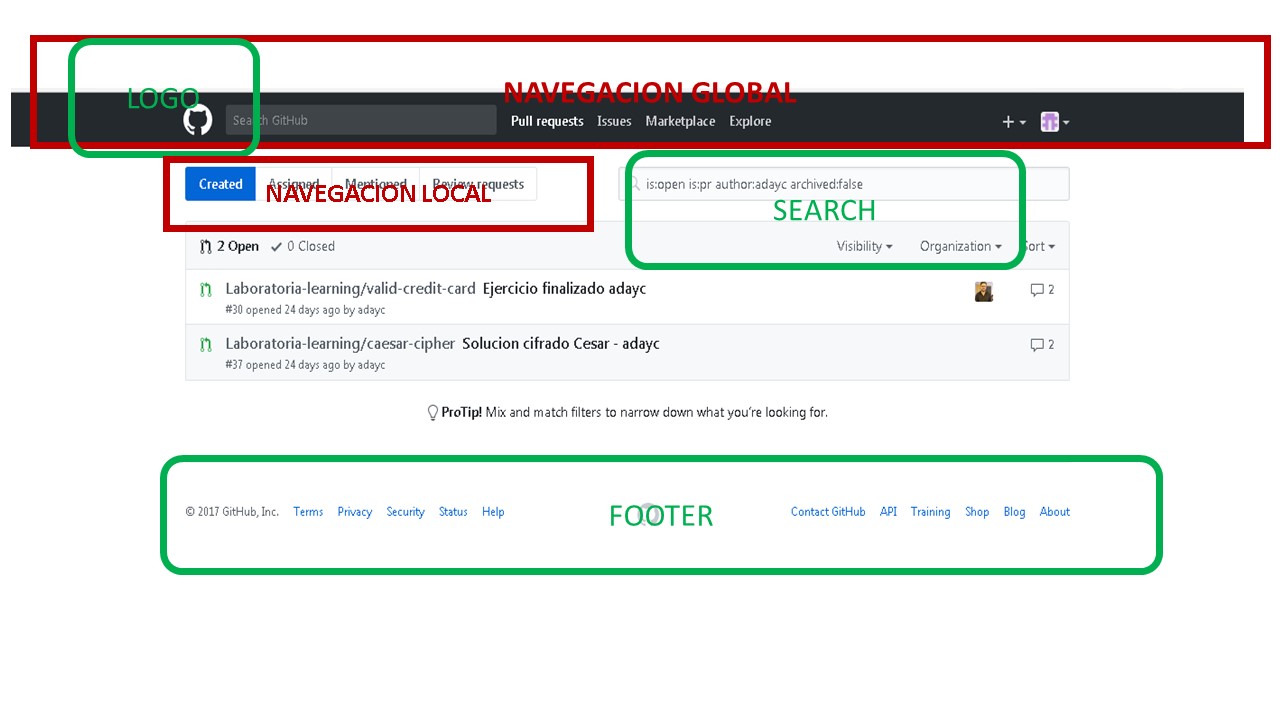 NAVEGACION GLOBAL
LOGO
Search GitHub Pull requests Issues Marketplace Explore
Created Assigned Mentioned Review requests
NAVEGACION LOCAL
is:open is:pr author:adayc archived:false
SEARCH
2 Open 0 Closed Visibility Organization Sort
Laboratoria-learning/valid-credit-card Ejercicio finalizado adayc 2
#30 opened 24 days ago by adayc
Laboratoria-learning/caesar-cipher Solucion cifrado Cesar - adayc 2
#37 opened 24 days ago by adayc
ProTip! Mix and match filters to narrow down what you're looking for.
© 2017 GitHub, Inc. Terms Privacy Security Status Help
FOOTER
Contact GitHub API Training Shop Blog About